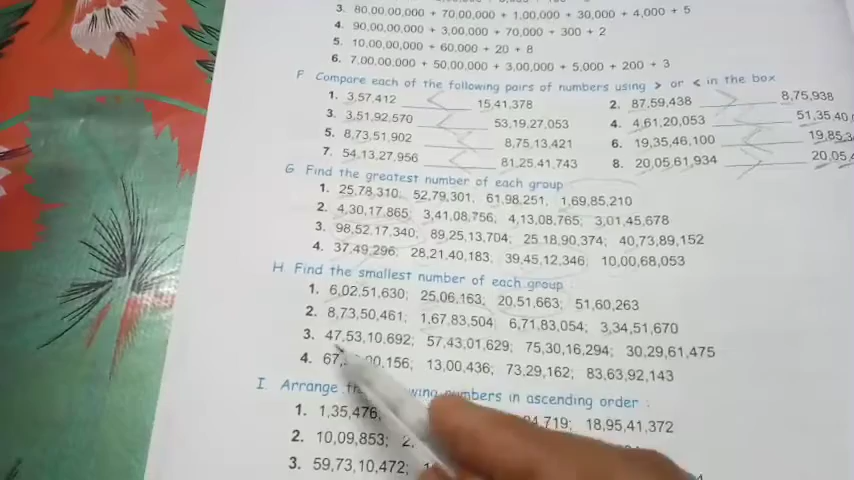 3. 80,00,00,000 + 70,00,000 + 1,00,000 + 30,000 + 4,000 + 5
4. 90,00,00,000 + 3,00,000 + 70,000 + 300 + 2
5. 10,00,00,000 + 60,000 + 20 + 8
6. 7,00,00,000 + 50,00,000 + 3,00,000 + 5,000 + 200 + 3
F Compare each of the following pairs of numbers using > or < in the box
1. 3,57,412 < 15,41,378 2. 87,59,438 > 8,75,938
3. 3,51,92,570 < 53,19,27,053 4. 4,61,20,053 51,35,40,0
5. 8,73,51,902 8,75,13,421 6. 19,35,46,100 19,85,3
7. 54,13,27,956 < 81,25,41,743 8. 20,05,61,934 > 20,05,4
G Find the greatest number of each group
1. 25,78,310, 52,79,301, 61,98,251, 1,69,85,210
2. 4,30,17,865; 3,41,08,756; 4,13,08,765; 3,01,45,678
3. 98,52,17,340; 89,25,13,704; 25,18,90,374; 40,73,89,152
4. 37,49,296; 28,21,40,183; 39,45,12,346; 10,00,68,053
H Find the smallest number of each group
1. 6,02,51,630; 25,06,163; 20,51,663; 51,60,263
2. 8,73,50,461; 1,67,83,504; 6,71,83,054; 3,34,51,670
3. 47,53,10,692; 57,43,01,629; 75,30,16,294; 30,29,61,475
4. 13,00,436; 73,29,162; 83,63,92,143
I Arrange numbers in ascending order :
1. 1,35,476; 18,95,41,372
2. 10,09,853;
3. 59,73,10,472;